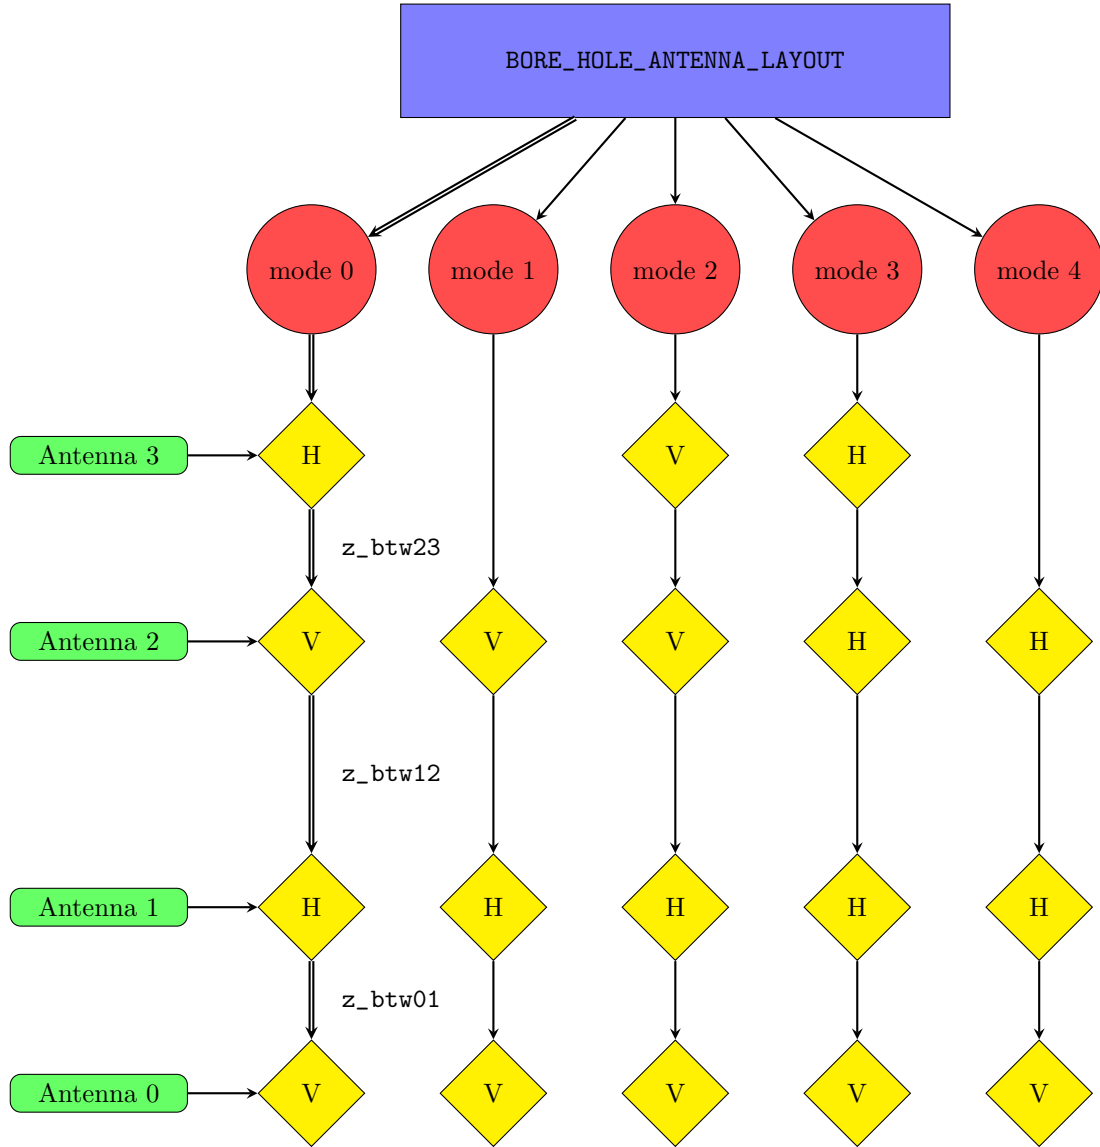 BORE_HOLE_ANTENNA_LAYOUT
mode 0
mode 1
mode 2
mode 3
mode 4
Antenna 3
H
V
H
z_btw23
Antenna 2
V
V
V
H
H
z_btw12
Antenna 1
H
H
H
H
H
z_btw01
Antenna 0
V
V
V
V
V